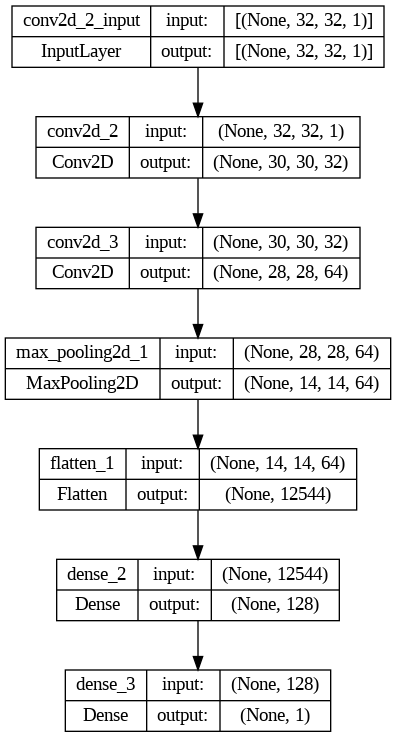 conv2d_2_input input: [(None, 32, 32, 1)]
InputLayer output: [(None, 32, 32, 1)]
conv2d_2 input: (None, 32, 32, 1)
Conv2D output: (None, 30, 30, 32)
conv2d_3 input: (None, 30, 30, 32)
Conv2D output: (None, 28, 28, 64)
max_pooling2d_1 input: (None, 28, 28, 64)
MaxPooling2D output: (None, 14, 14, 64)
flatten_1 input: (None, 14, 14, 64)
Flatten output: (None, 12544)
dense_2 input: (None, 12544)
Dense output: (None, 128)
dense_3 input: (None, 128)
Dense output: (None, 1)